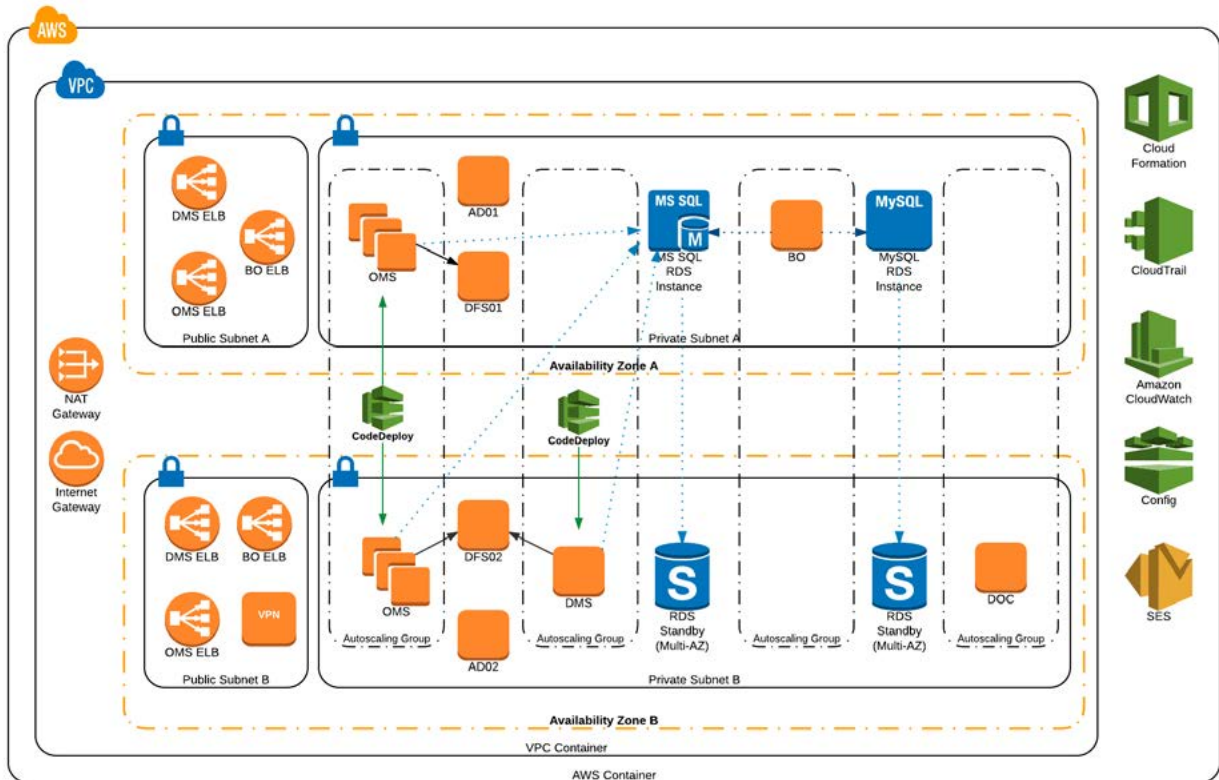 AWS
VPC
DMS ELB
BO ELB
OMS ELB
Public Subnet A
OMS
AD01
DFS01
MS SQL
M
MS SQL
RDS
Instance
BO
MySQL
MySQL
RDS
Instance
Private Subnet A
Availability Zone A
Cloud
Formation
CloudTrail
Amazon
CloudWatch
Config
SES
NAT
Gateway
Internet
Gateway
CodeDeploy
CodeDeploy
DMS ELB
BO ELB
OMS ELB
VPN
Public Subnet B
OMS
DFS02
AD02
DMS
S
RDS
Standby
(Multi-AZ)
S
RDS
Standby
(Multi-AZ)
DOC
Autoscaling Group
Autoscaling Group
Autoscaling Group
Autoscaling Group
Private Subnet B
Availability Zone B
VPC Container
AWS Container